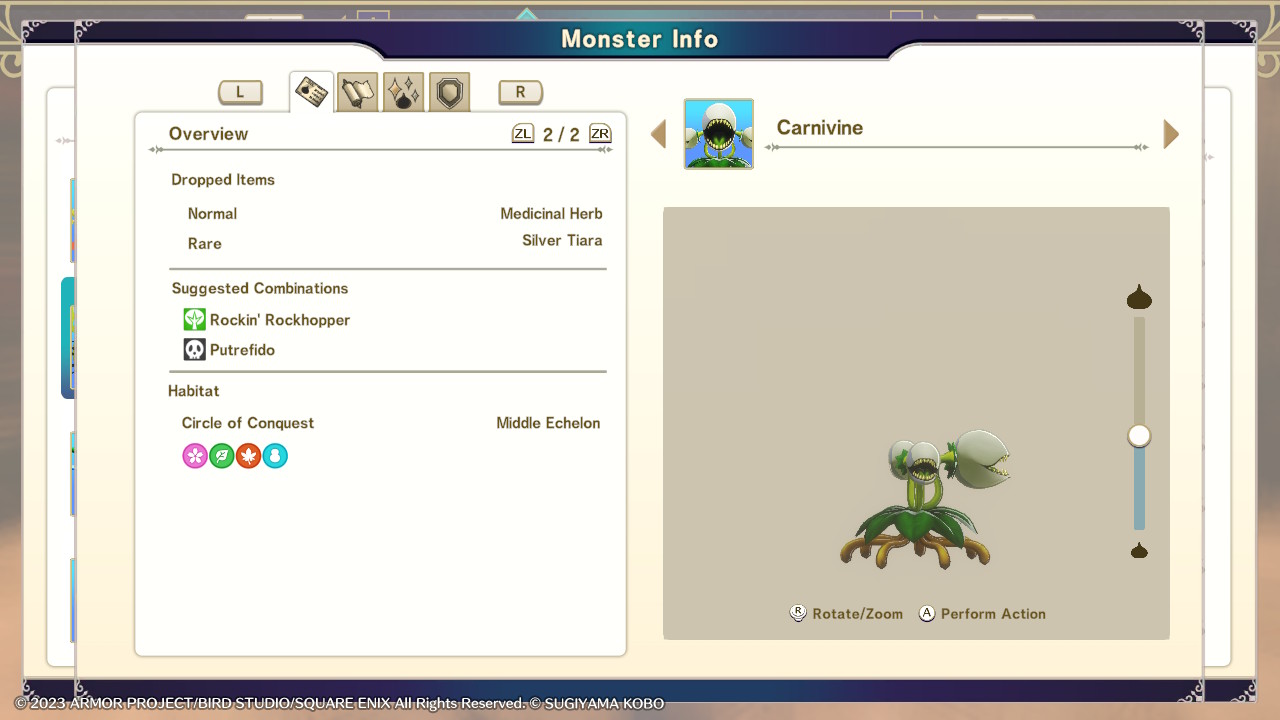 Monster Info
L
R
Overview
ZL 2 / 2 ZR
Dropped Items
Normal Medicinal Herb
Rare Silver Tiara
Suggested Combinations
Rockin' Rockhopper
Putrefido
Habitat
Circle of Conquest Middle Echelon
Carnivine
R Rotate/Zoom A Perform Action
© 2023 ARMOR PROJECT/BIRD STUDIO/SQUARE ENIX All Rights Reserved. © SUGIYAMA KOBO